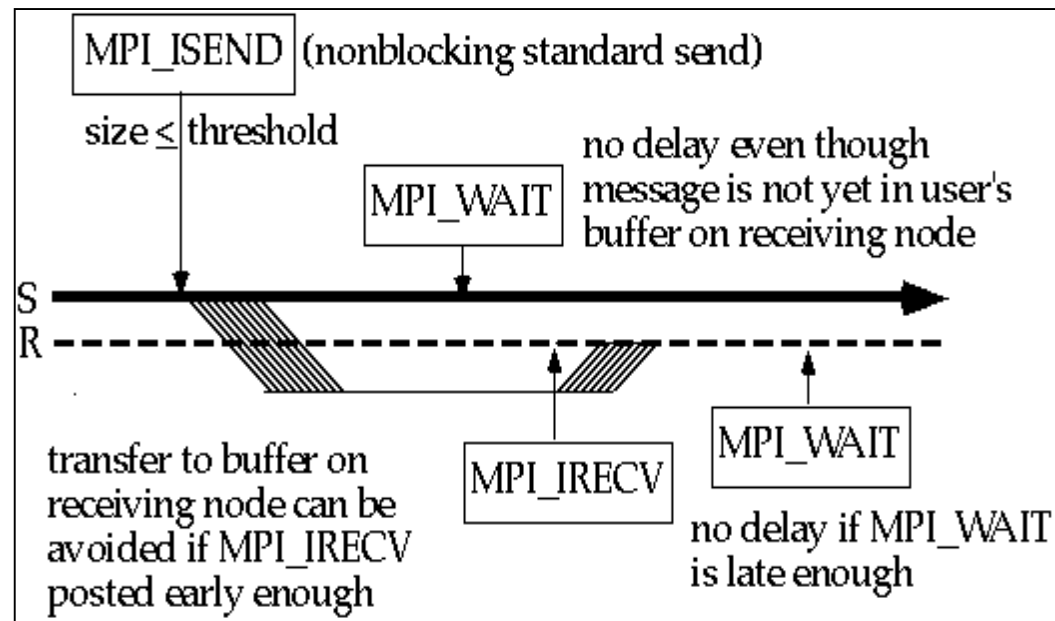 MPI_ISEND (nonblocking standard send)
size ≤ threshold
MPI_WAIT
no delay even though
message is not yet in user's
buffer on receiving node
S
R
transfer to buffer on
receiving node can be
avoided if MPI_IRECV
posted early enough
MPI_IRECV
MPI_WAIT
no delay if MPI_WAIT
is late enough